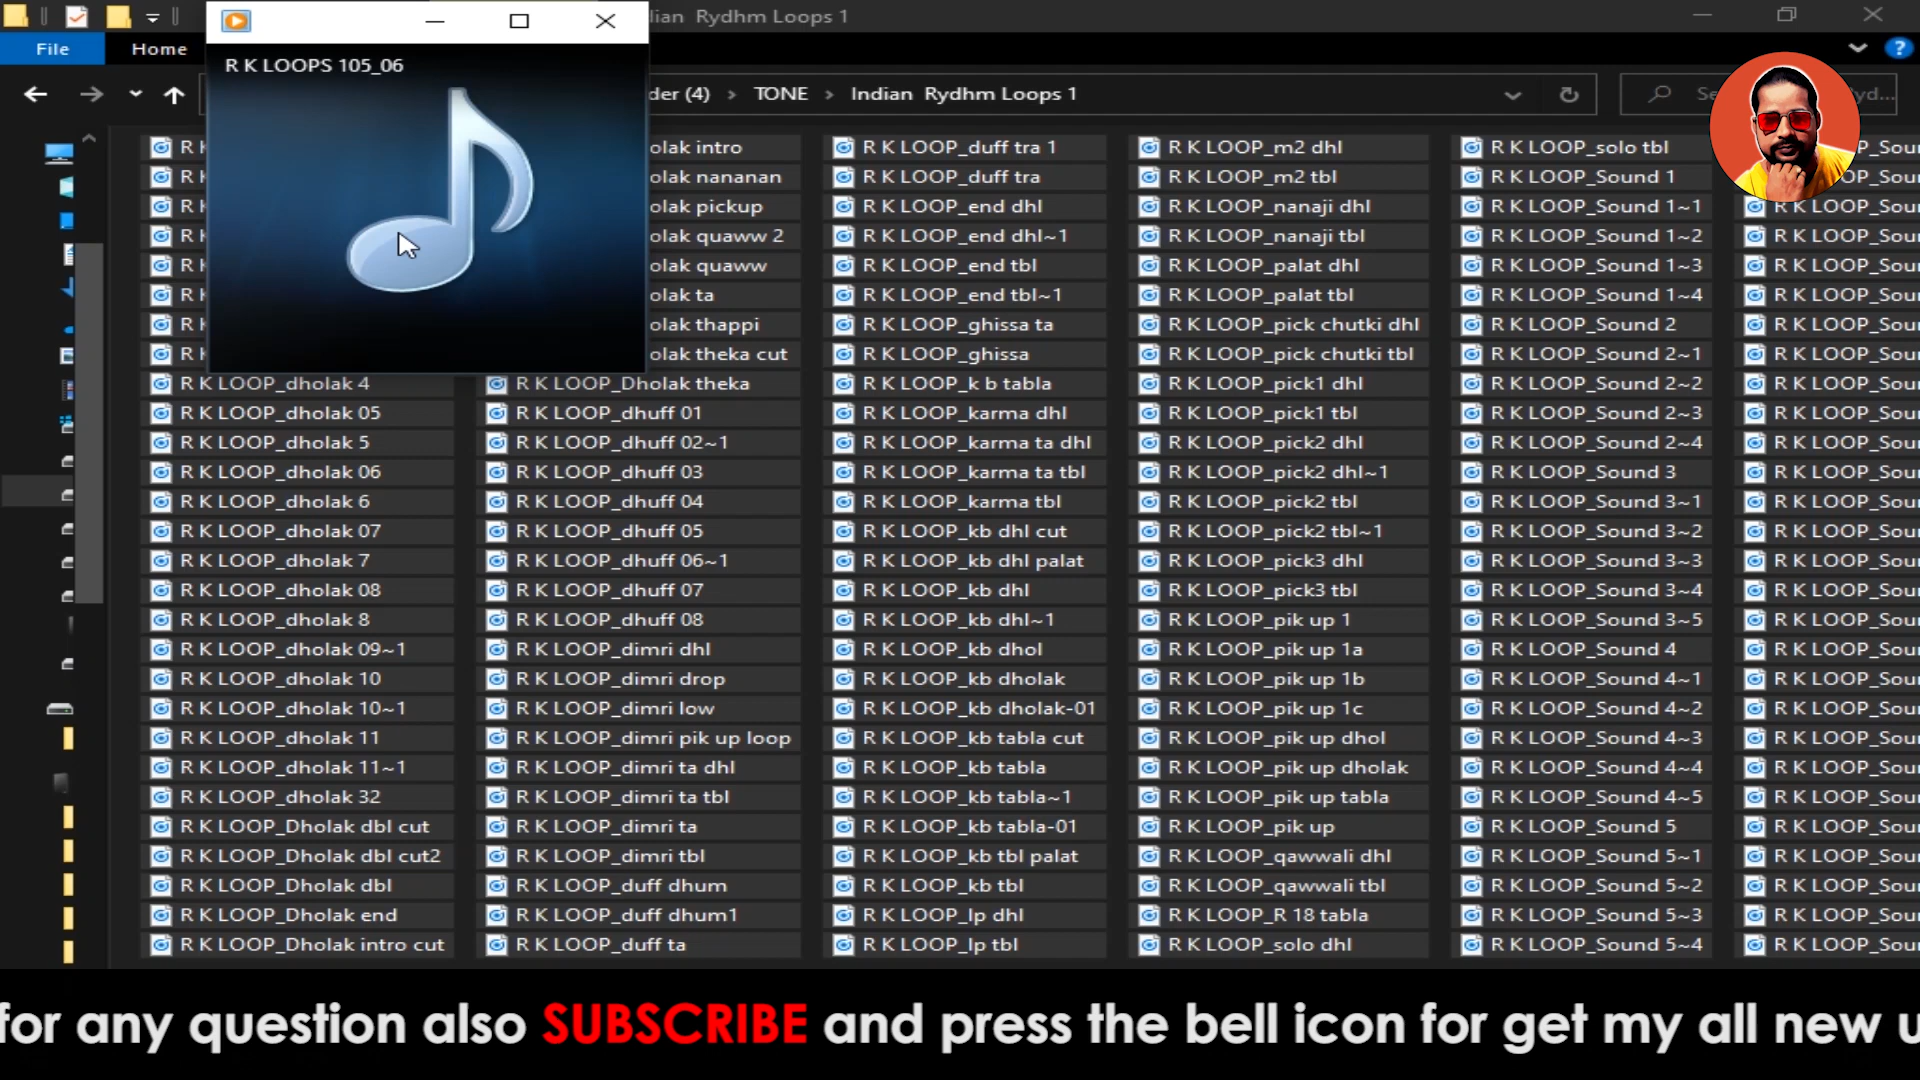 dian Rydhm Loops 1
File
Home
R K LOOPS 105_06
der (4) > TONE > Indian Rydhm Loops 1
olak intro
olak nananan
olak pickup
olak quaww 2
olak quaww
olak ta
olak thappi
olak theka cut
R K LOOP_dholak 4
R K LOOP_dholak 05
R K LOOP_dholak 5
R K LOOP_dholak 06
R K LOOP_dholak 6
R K LOOP_dholak 07
R K LOOP_dholak 7
R K LOOP_dholak 08
R K LOOP_dholak 8
R K LOOP_dholak 09~1
R K LOOP_dholak 10
R K LOOP_dholak 10~1
R K LOOP_dholak 11
R K LOOP_dholak 11~1
R K LOOP_dholak 32
R K LOOP_Dholak dbl cut
R K LOOP_Dholak dbl cut2
R K LOOP_Dholak dbl
R K LOOP_Dholak end
R K LOOP_Dholak intro cut
R K LOOP_Dholak theka
R K LOOP_dhuff 01
R K LOOP_dhuff 02~1
R K LOOP_dhuff 03
R K LOOP_dhuff 04
R K LOOP_dhuff 05
R K LOOP_dhuff 06~1
R K LOOP_dhuff 07
R K LOOP_dhuff 08
R K LOOP_dimri dhl
R K LOOP_dimri drop
R K LOOP_dimri low
R K LOOP_dimri pik up loop
R K LOOP_dimri ta dhl
R K LOOP_dimri ta tbl
R K LOOP_dimri ta
R K LOOP_dimri tbl
R K LOOP_duff dhum
R K LOOP_duff dhum1
R K LOOP_duff ta
R K LOOP_duff tra 1
R K LOOP_duff tra
R K LOOP_end dhl
R K LOOP_end dhl~1
R K LOOP_end tbl
R K LOOP_end tbl~1
R K LOOP_ghissa ta
R K LOOP_ghissa
R K LOOP_k b tabla
R K LOOP_karma dhl
R K LOOP_karma ta dhl
R K LOOP_karma ta tbl
R K LOOP_karma tbl
R K LOOP_kb dhl cut
R K LOOP_kb dhl palat
R K LOOP_kb dhl
R K LOOP_kb dhl~1
R K LOOP_kb dhol
R K LOOP_kb dholak
R K LOOP_kb dholak-01
R K LOOP_kb tabla cut
R K LOOP_kb tabla
R K LOOP_kb tabla~1
R K LOOP_kb tabla-01
R K LOOP_kb tbl palat
R K LOOP_kb tbl
R K LOOP_lp dhl
R K LOOP_lp tbl
R K LOOP_m2 dhl
R K LOOP_m2 tbl
R K LOOP_nanaji dhl
R K LOOP_nanaji tbl
R K LOOP_palat dhl
R K LOOP_palat tbl
R K LOOP_pick chutki dhl
R K LOOP_pick chutki tbl
R K LOOP_pick1 dhl
R K LOOP_pick1 tbl
R K LOOP_pick2 dhl
R K LOOP_pick2 dhl~1
R K LOOP_pick2 tbl
R K LOOP_pick2 tbl~1
R K LOOP_pick3 dhl
R K LOOP_pick3 tbl
R K LOOP_pik up 1
R K LOOP_pik up 1a
R K LOOP_pik up 1b
R K LOOP_pik up 1c
R K LOOP_pik up dhol
R K LOOP_pik up dholak
R K LOOP_pik up tabla
R K LOOP_pik up
R K LOOP_qawwali dhl
R K LOOP_qawwali tbl
R K LOOP_R 18 tabla
R K LOOP_solo dhl
R K LOOP_solo tbl
R K LOOP_Sound 1
R K LOOP_Sound 1~1
R K LOOP_Sound 1~2
R K LOOP_Sound 1~3
R K LOOP_Sound 1~4
R K LOOP_Sound 2
R K LOOP_Sound 2~1
R K LOOP_Sound 2~2
R K LOOP_Sound 2~3
R K LOOP_Sound 2~4
R K LOOP_Sound 3
R K LOOP_Sound 3~1
R K LOOP_Sound 3~2
R K LOOP_Sound 3~3
R K LOOP_Sound 3~4
R K LOOP_Sound 3~5
R K LOOP_Sound 4
R K LOOP_Sound 4~1
R K LOOP_Sound 4~2
R K LOOP_Sound 4~3
R K LOOP_Sound 4~4
R K LOOP_Sound 4~5
R K LOOP_Sound 5
R K LOOP_Sound 5~1
R K LOOP_Sound 5~2
R K LOOP_Sound 5~3
R K LOOP_Sound 5~4
for any question also SUBSCRIBE and press the bell icon for get my all new u